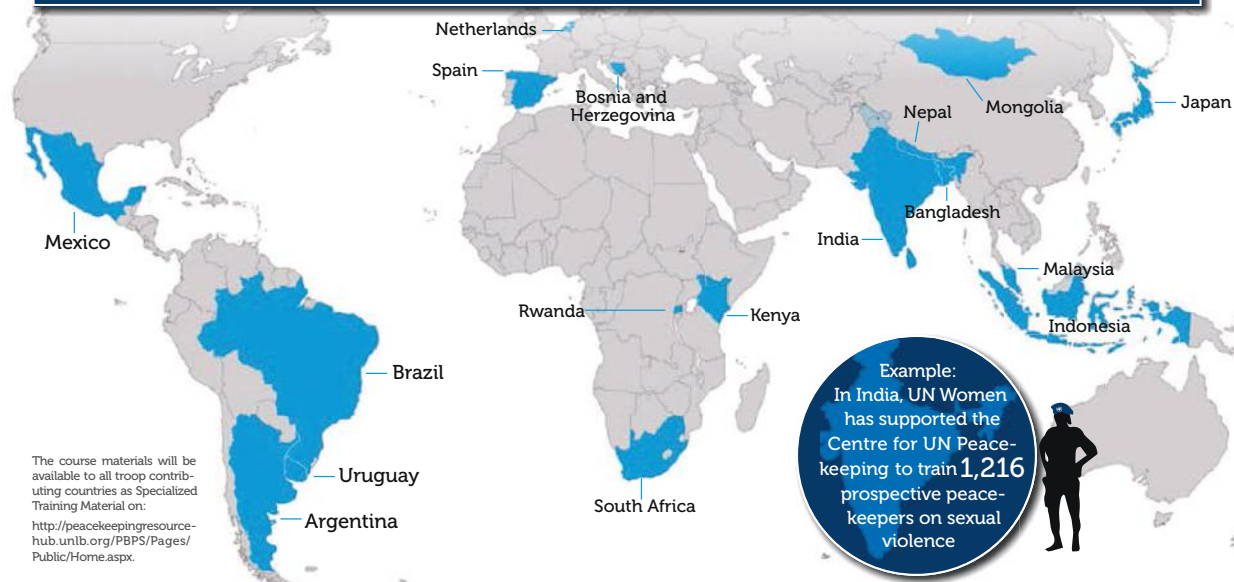 Netherlands
Spain
Bosnia and
Herzegovina
Mongolia
Japan
Nepal
Bangladesh
India
Mexico
Malaysia
Indonesia
Rwanda
Kenya
Brazil
Uruguay
Argentina
South Africa
Example:
In India, UN Women
has supported the
Centre for UN Peace-
keeping to train 1,216
prospective peace-
keepers on sexual
violence
The course materials will be
available to all troop contrib-
uting countries as Specialized
Training Material on:
http://peacekeepingresource-
hub.unlb.org/PBPS/Pages/
Public/Home.aspx.